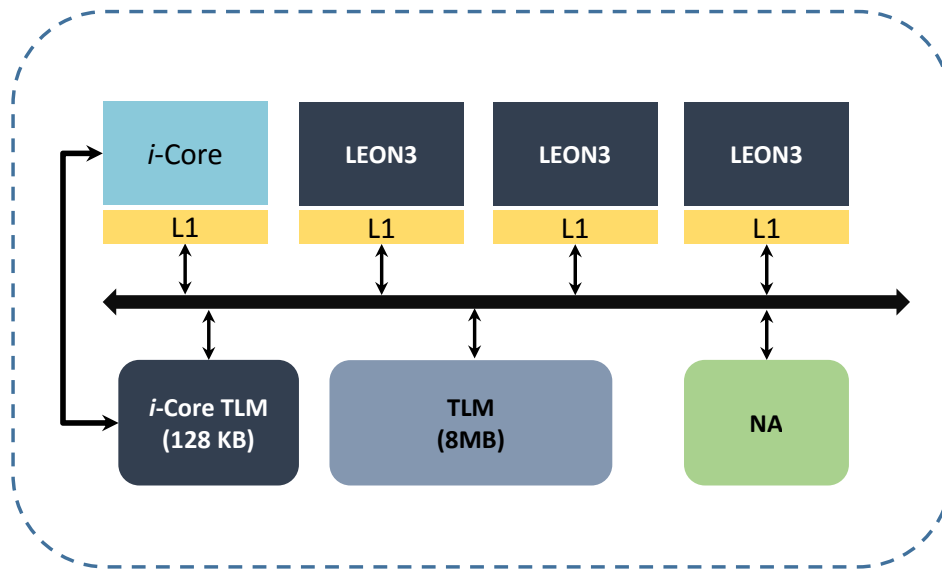 i-Core
LEON3
LEON3
LEON3
L1
L1
L1
L1
i-Core TLM
(128 KB)
TLM
(8MB)
NA